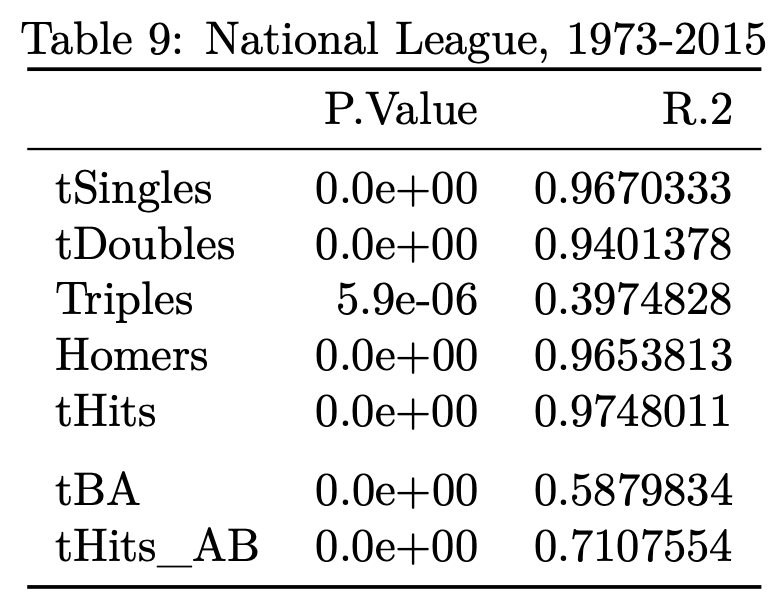 Table 9: National League, 1973-2015
P.Value R.2
tSingles 0.0e+00 0.9670333
tDoubles 0.0e+00 0.9401378
Triples 5.9e-06 0.3974828
Homers 0.0e+00 0.9653813
tHits 0.0e+00 0.9748011
tBA 0.0e+00 0.5879834
tHits_AB 0.0e+00 0.7107554